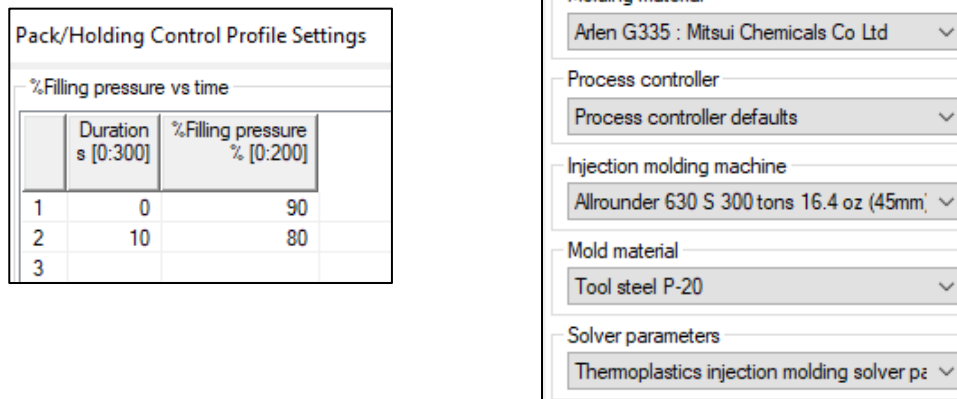 Pack/Holding Control Profile Settings
%Filling pressure vs time
Duration %Filling pressure
s [0:300] % [0:200]
1 0 90
2 10 80
3
Molding material
Arlen G335 : Mitsui Chemicals Co Ltd
Process controller
Process controller defaults
Injection molding machine
Allrounder 630 S 300 tons 16.4 oz (45mm)
Mold material
Tool steel P-20
Solver parameters
Thermoplastics injection molding solver pa